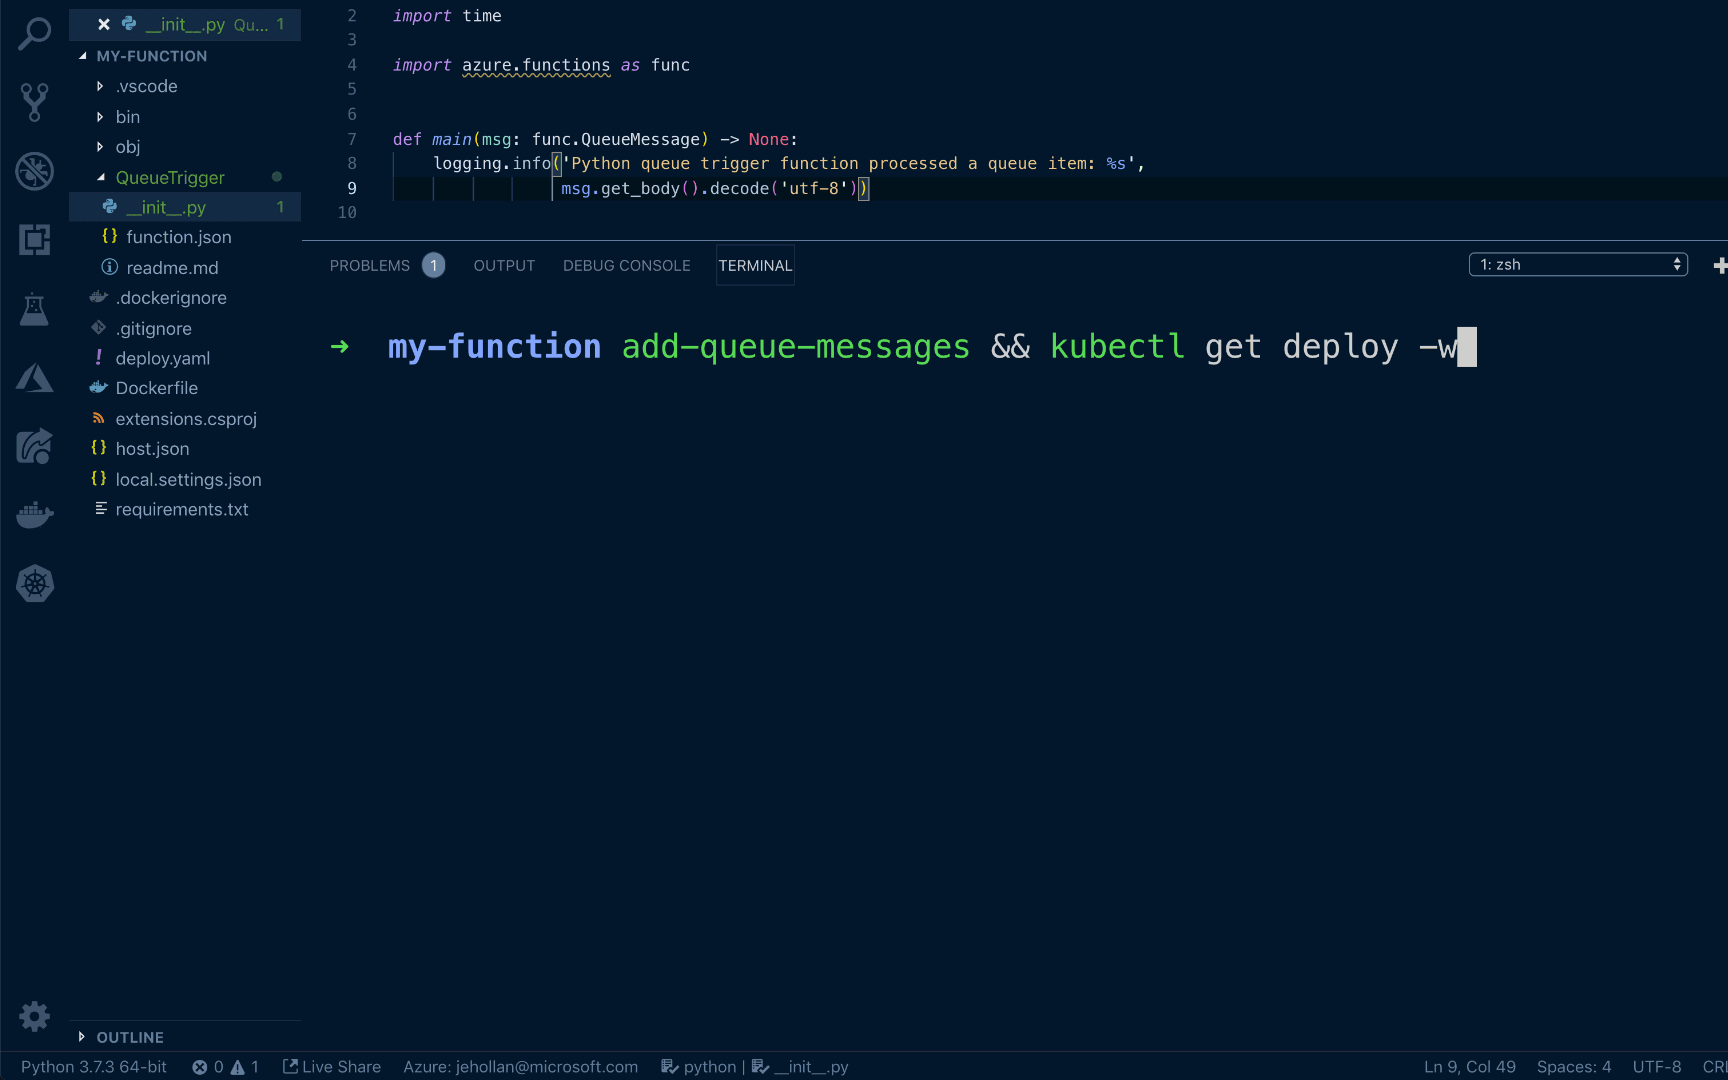 __init__.py Qu... 1
MY-FUNCTION
.vscode
bin
obj
QueueTrigger
__init__.py 1
{} function.json
readme.md
.dockerignore
.gitignore
! deploy.yaml
Dockerfile
extensions.csproj
{} host.json
{} local.settings.json
requirements.txt
OUTLINE
2 import time
3
4 import azure.functions as func
5
6
7 def main(msg: func.QueueMessage) -> None:
8 logging.info('Python queue trigger function processed a queue item: %s',
9 msg.get_body().decode('utf-8'))
10
PROBLEMS 1 OUTPUT DEBUG CONSOLE TERMINAL 1: zsh
➜ my-function add-queue-messages && kubectl get deploy -w
Python 3.7.3 64-bit 0 1 Live Share Azure: jehollan@microsoft.com python | __init__.py Ln 9, Col 49 Spaces: 4 UTF-8